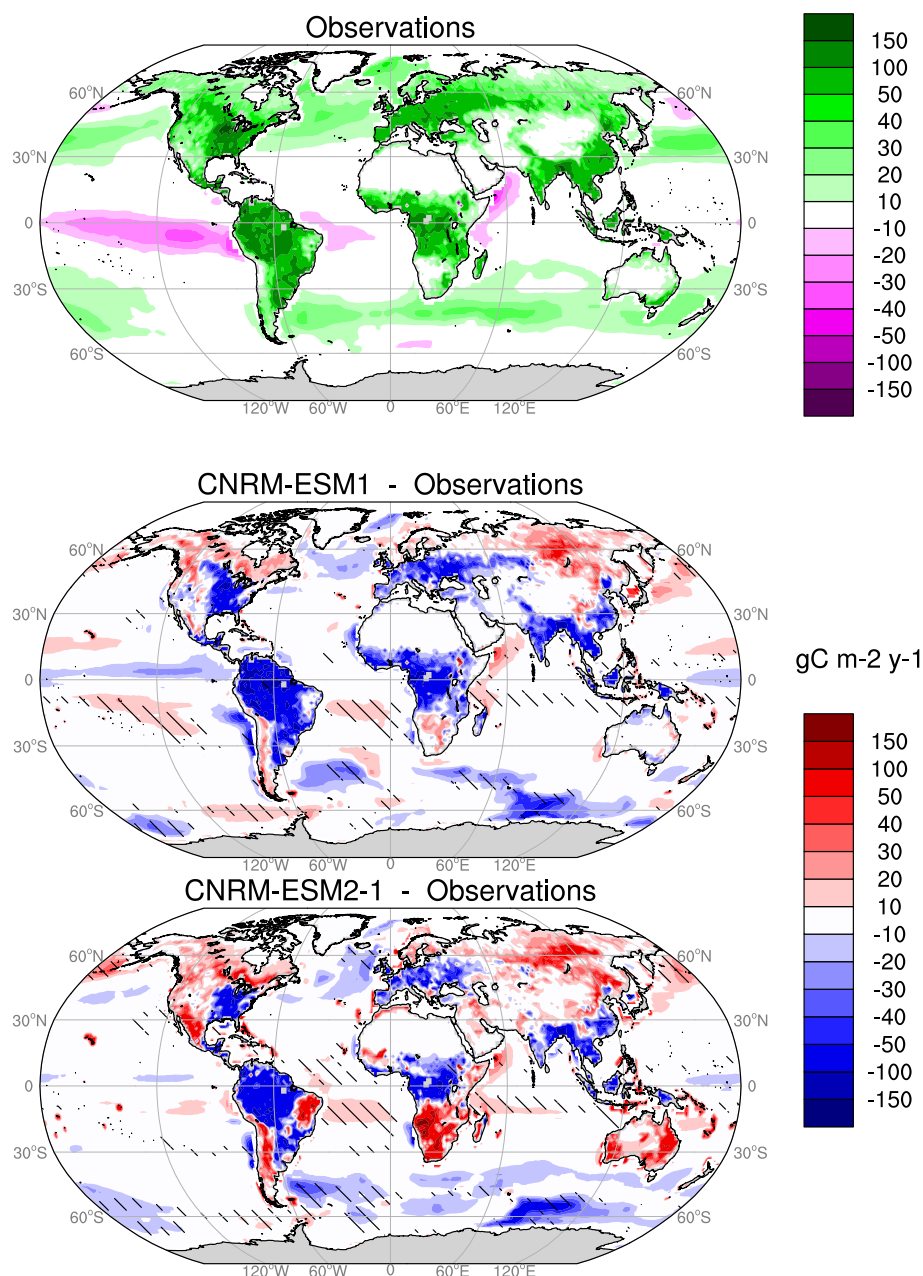 Observations
60°N
60°N
30°N
30°N
0
0
30°S
30°S
60°S
60°S
120°W 60°W 0 60°E 120°E
150
100
50
40
30
20
10
-10
-20
-30
-40
-50
-100
-150
CNRM-ESM1 - Observations
60°N
60°N
30°N
30°N
0
0
30°S
30°S
60°S
60°S
120°W 60°W 0 60°E 120°E
CNRM-ESM2-1 - Observations
60°N
60°N
30°N
30°N
0
0
30°S
30°S
60°S
60°S
120°W 60°W 0 60°E 120°E
gC m-2 y-1
150
100
50
40
30
20
10
-10
-20
-30
-40
-50
-100
-150